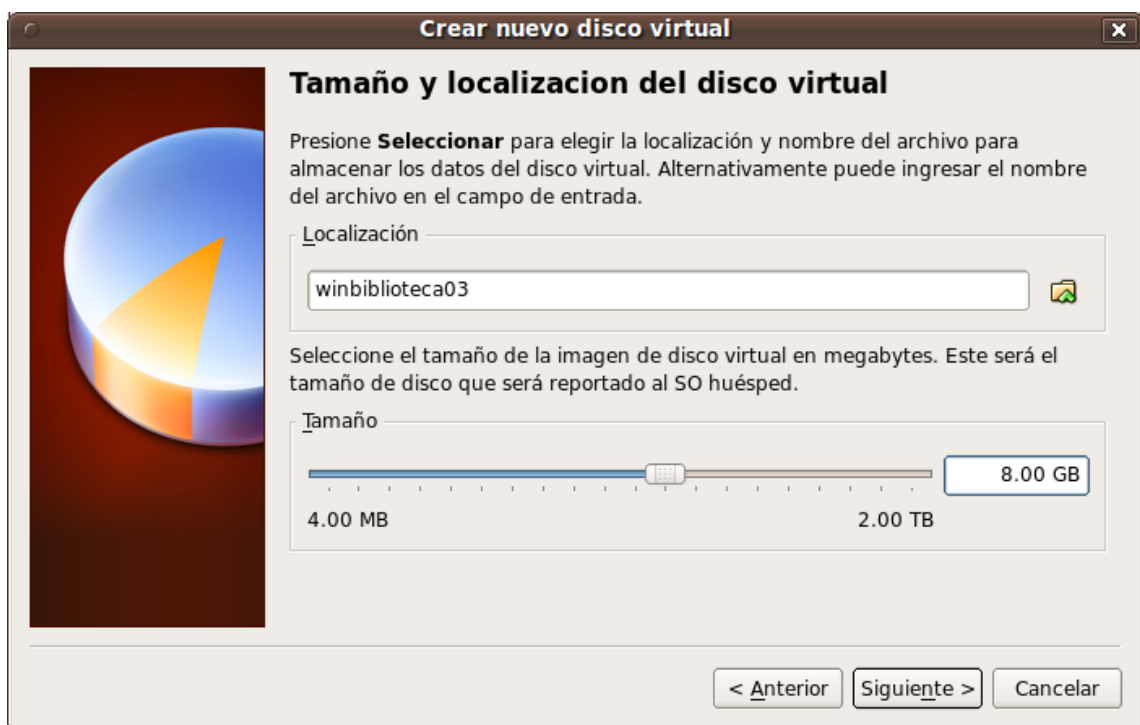 Crear nuevo disco virtual
Tamaño y localizacion del disco virtual
Presione Seleccionar para elegir la localización y nombre del archivo para
almacenar los datos del disco virtual. Alternativamente puede ingresar el nombre
del archivo en el campo de entrada.
Localización
winbiblioteca03
Seleccione el tamaño de la imagen de disco virtual en megabytes. Este será el
tamaño de disco que será reportado al SO huésped.
Tamaño
8.00 GB
4.00 MB 2.00 TB
< Anterior Siguiente > Cancelar